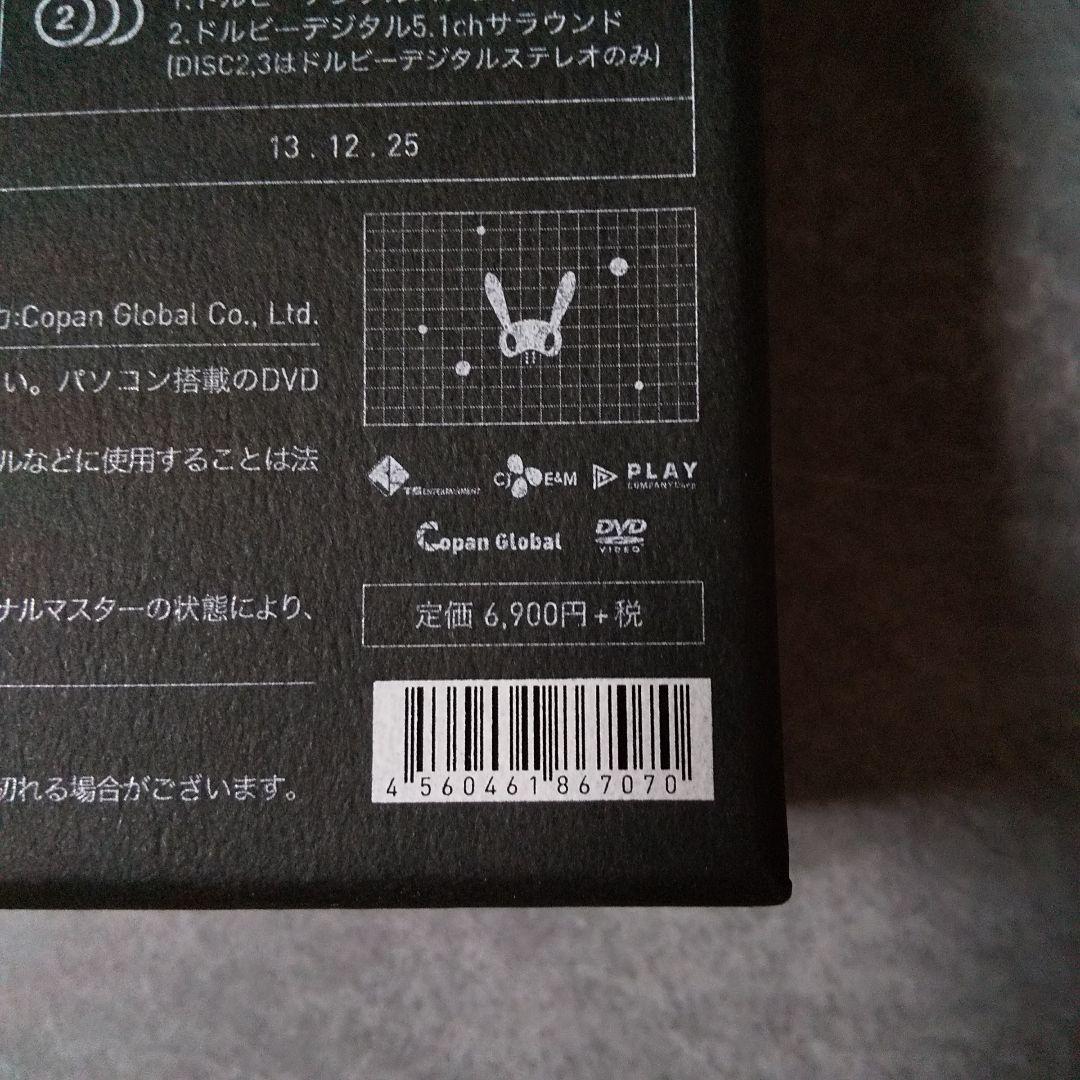 2
2.ドルビーデジタル5.1chサラウンド
(DISC2,3はドルビーデジタルステレオのみ)
13.12.25
:Copan Global Co., Ltd.
い。パソコン搭載のDVD
ルなどに使用することは法
ナルマスターの状態により、
切れる場合がございます。
TS ENTERTAINMENT CJ E&M PLAY COMPANY Corp.
Copan Global DVD VIDEO
定価 6,900円+税
4 560461 867070